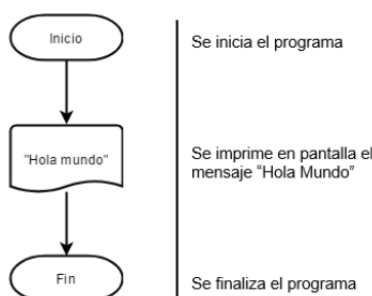 Inicio
Se inicia el programa
"Hola mundo"
Se imprime en pantalla el
mensaje “Hola Mundo”
Fin
Se finaliza el programa